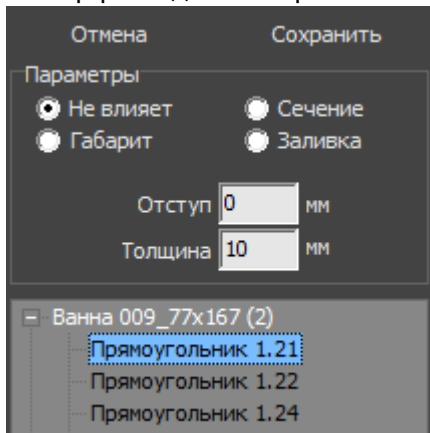 Отмена Сохранить
Параметры
Не влияет Сечение
Габарит Заливка
Отступ 0 мм
Толщина 10 мм
Ванна 009_77x167 (2)
Прямоугольник 1.21
Прямоугольник 1.22
Прямоугольник 1.24